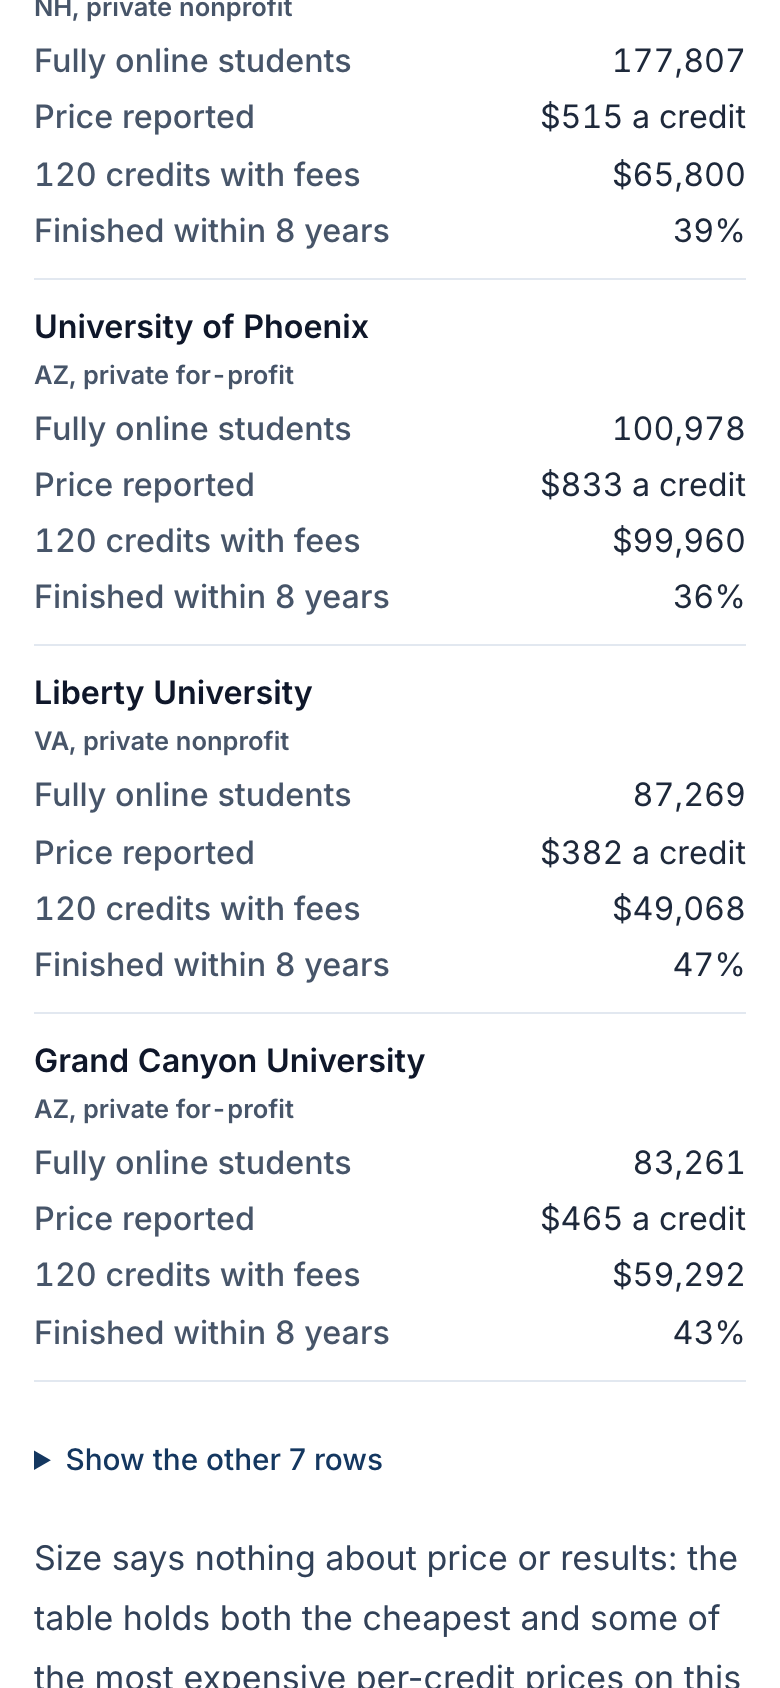 NH, private nonprofit
Fully online students 177,807
Price reported $515 a credit
120 credits with fees $65,800
Finished within 8 years 39%
University of Phoenix
AZ, private for-profit
Fully online students 100,978
Price reported $833 a credit
120 credits with fees $99,960
Finished within 8 years 36%
Liberty University
VA, private nonprofit
Fully online students 87,269
Price reported $382 a credit
120 credits with fees $49,068
Finished within 8 years 47%
Grand Canyon University
AZ, private for-profit
Fully online students 83,261
Price reported $465 a credit
120 credits with fees $59,292
Finished within 8 years 43%
Show the other 7 rows
Size says nothing about price or results: the
table holds both the cheapest and some of
the most expensive per-credit prices on this